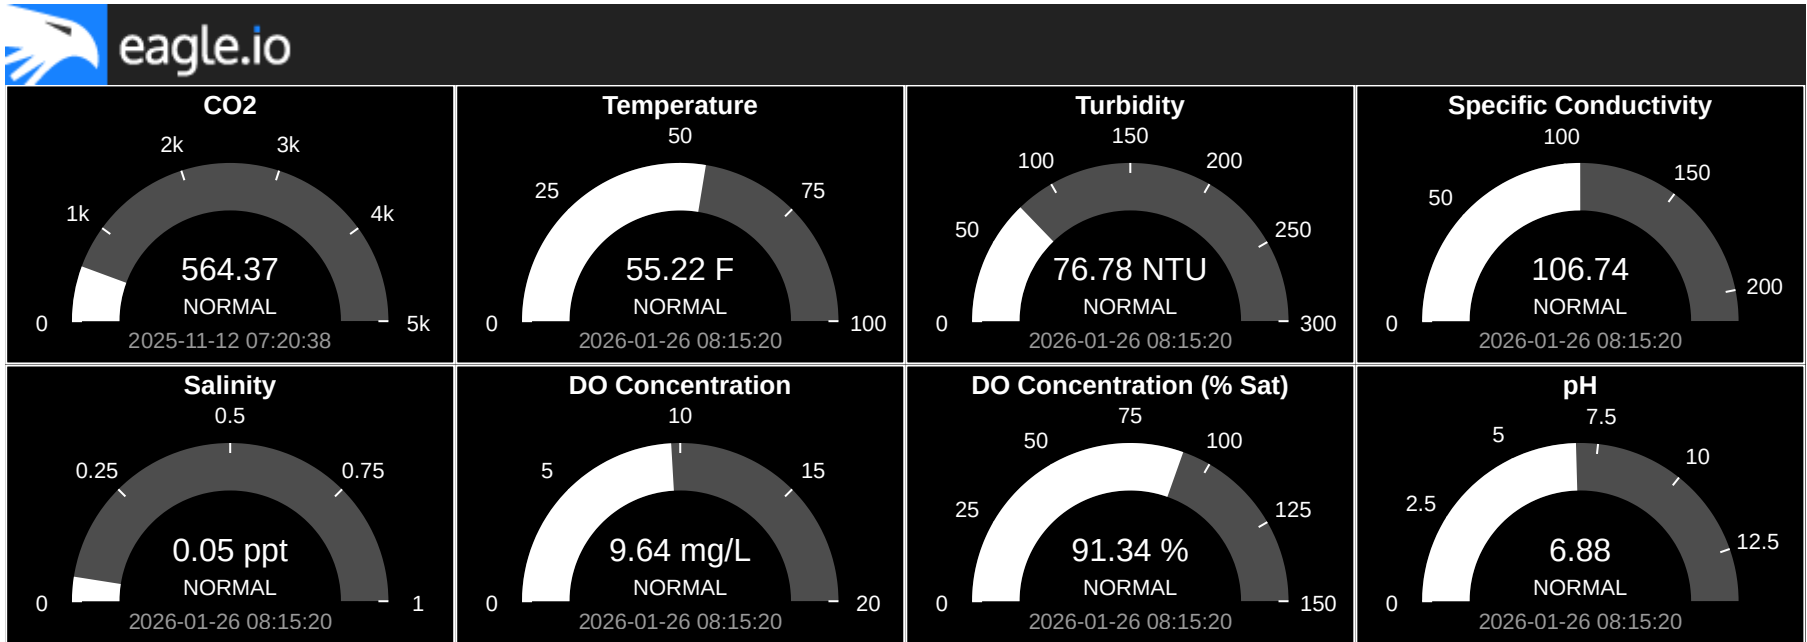 eagle.io
CO2
0
1k
2k
3k
4k
5k
564.37
NORMAL
2025-11-12 07:20:38
Temperature
0
25
50
75
100
55.22 F
NORMAL
2026-01-26 08:15:20
Turbidity
0
50
100
150
200
250
300
76.78 NTU
NORMAL
2026-01-26 08:15:20
Specific Conductivity
0
50
100
150
200
106.74
NORMAL
2026-01-26 08:15:20
Salinity
0
0.25
0.5
0.75
1
0.05 ppt
NORMAL
2026-01-26 08:15:20
DO Concentration
0
5
10
15
20
9.64 mg/L
NORMAL
2026-01-26 08:15:20
DO Concentration (% Sat)
0
25
50
75
100
125
150
91.34 %
NORMAL
2026-01-26 08:15:20
pH
0
2.5
5
7.5
10
12.5
6.88
NORMAL
2026-01-26 08:15:20